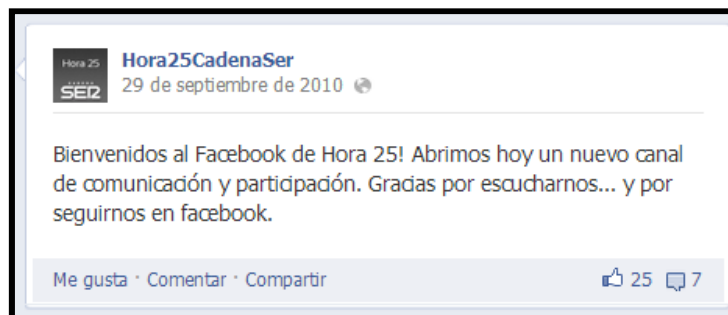 Hora 25
SER
Hora25CadenaSer
29 de septiembre de 2010
Bienvenidos al Facebook de Hora 25! Abrimos hoy un nuevo canal
de comunicación y participación. Gracias por escucharnos... y por
seguirnos en facebook.
Me gusta · Comentar · Compartir 25 7